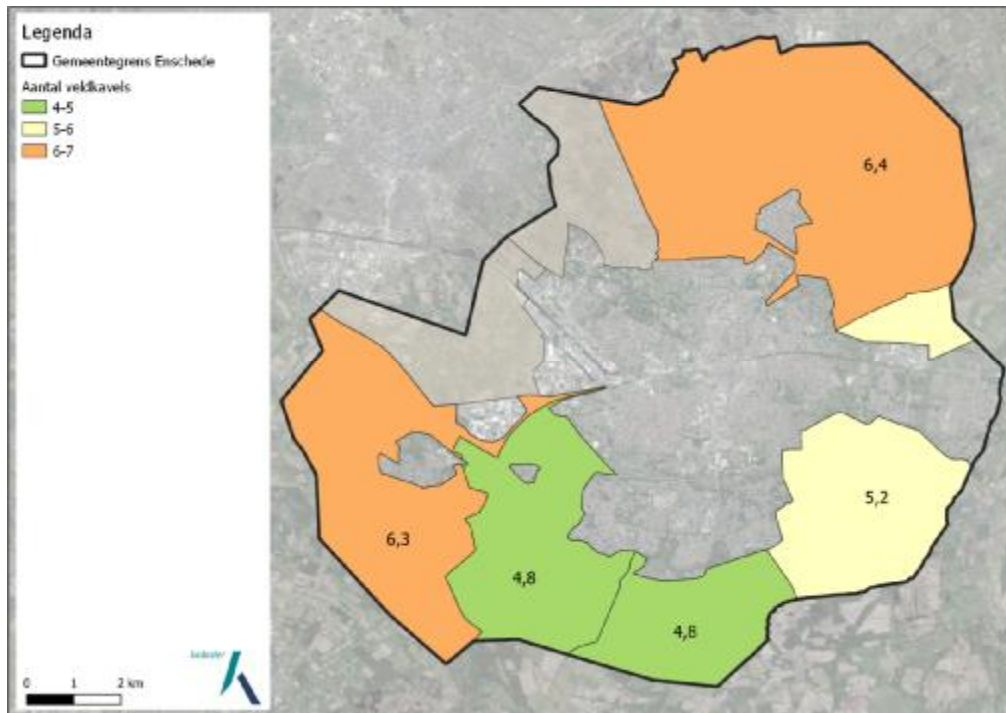 Legenda
Gemeentegrens Enschede
Aantal veldkavels
4-5
5-6
6-7
6,4
5,2
6,3
4,8
4,8
kadaster
0 1 2 km